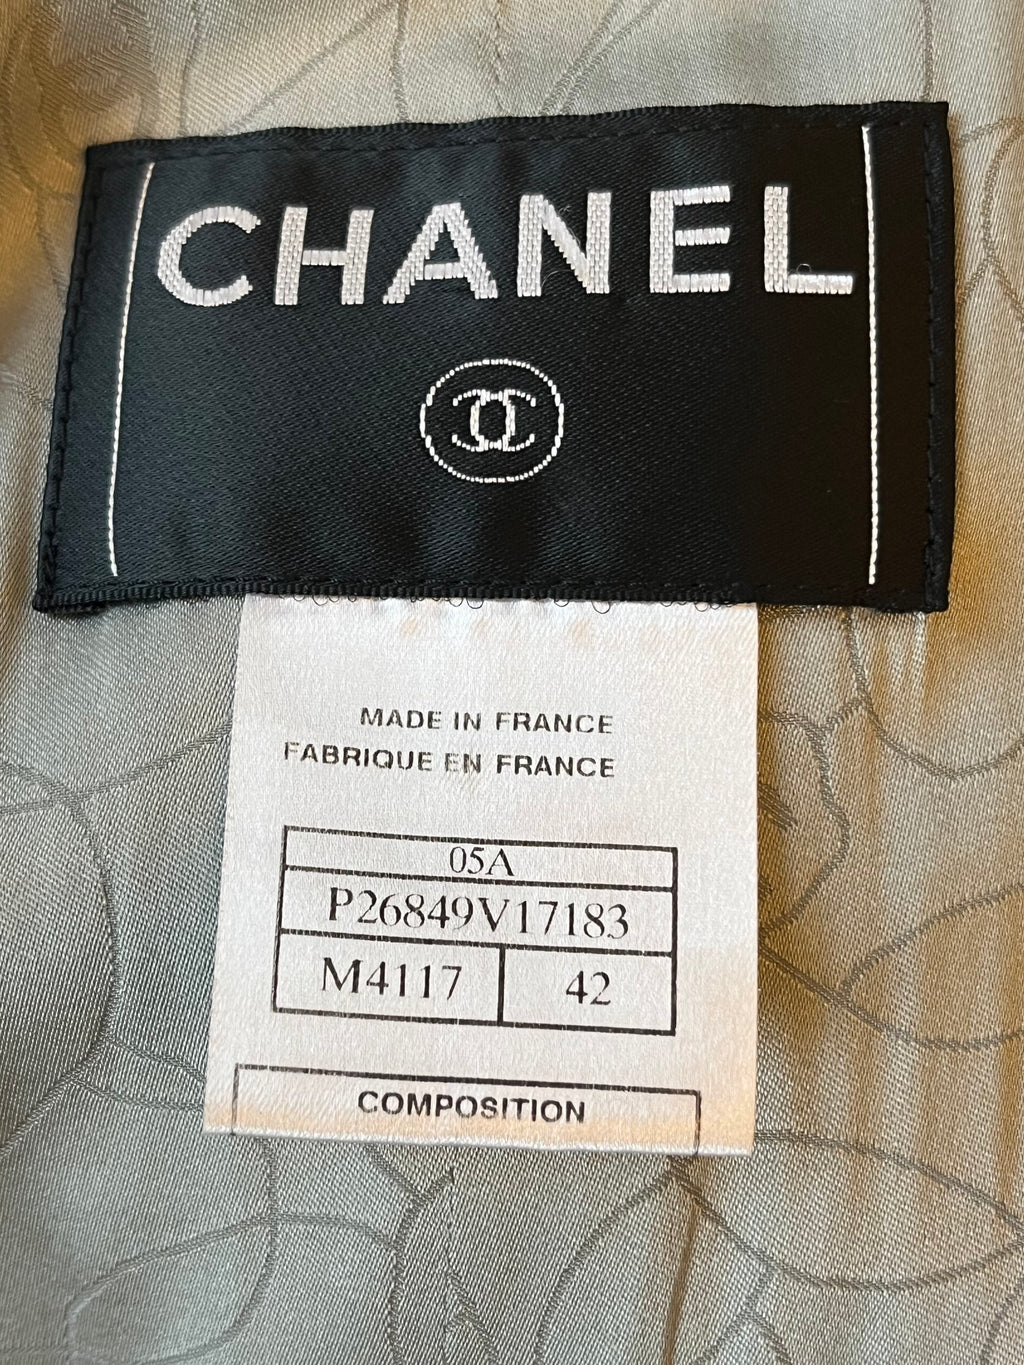 CHANEL
MADE IN FRANCE
FABRIQUE EN FRANCE
05A
P26849V17183
M4117 42
COMPOSITION